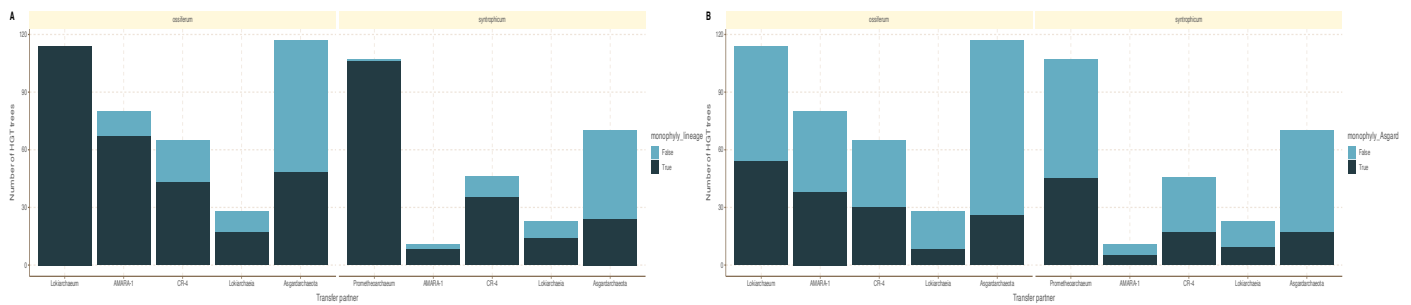 A
ossiferum
syntrophicum
Number of HGT trees
120
90
60
30
0
Lokiarchaeum
AMARA-1
CR-4
Lokiarchaeia
Asgardarchaeota
Prometheoarchaeum
AMARA-1
CR-4
Lokiarchaeia
Asgardarchaeota
Transfer partner
monophyly_lineage
False
True
B
ossiferum
syntrophicum
Number of HGT trees
120
90
60
30
0
Lokiarchaeum
AMARA-1
CR-4
Lokiarchaeia
Asgardarchaeota
Prometheoarchaeum
AMARA-1
CR-4
Lokiarchaeia
Asgardarchaeota
Transfer partner
monophyly_Asgard
False
True